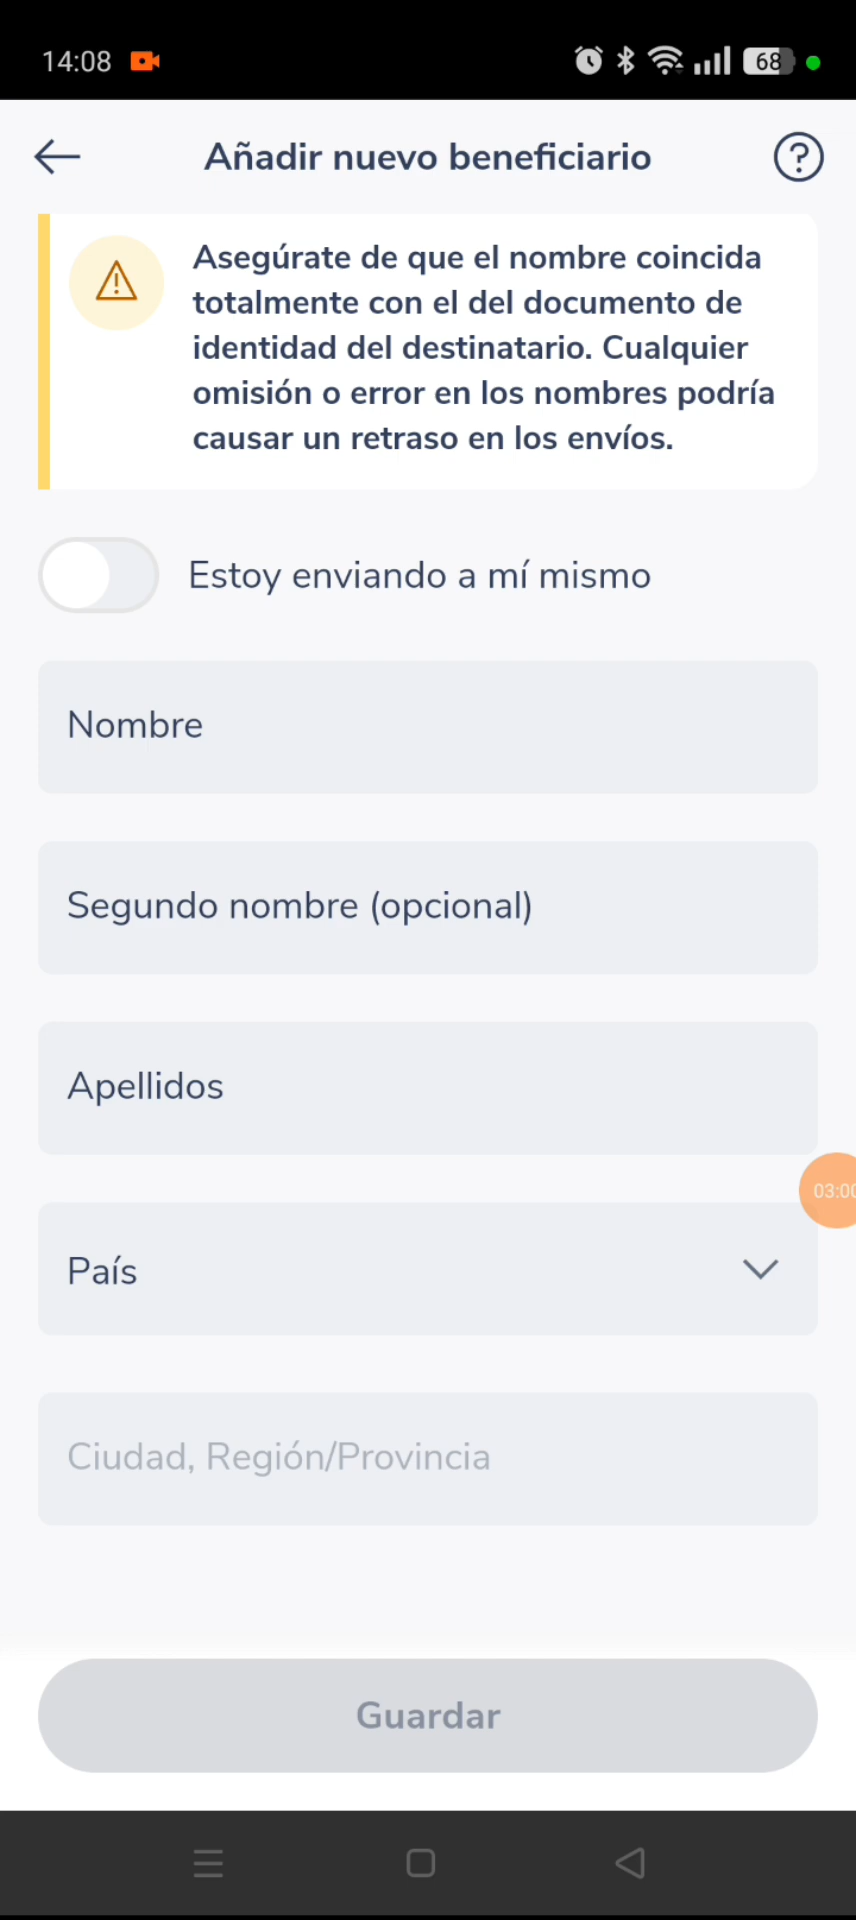 14:08
68
Añadir nuevo beneficiario
Asegúrate de que el nombre coincida
totalmente con el del documento de
identidad del destinatario. Cualquier
omisión o error en los nombres podría
causar un retraso en los envíos.
Estoy enviando a mí mismo
Nombre
Segundo nombre (opcional)
Apellidos
03:00
País
Ciudad, Región/Provincia
Guardar